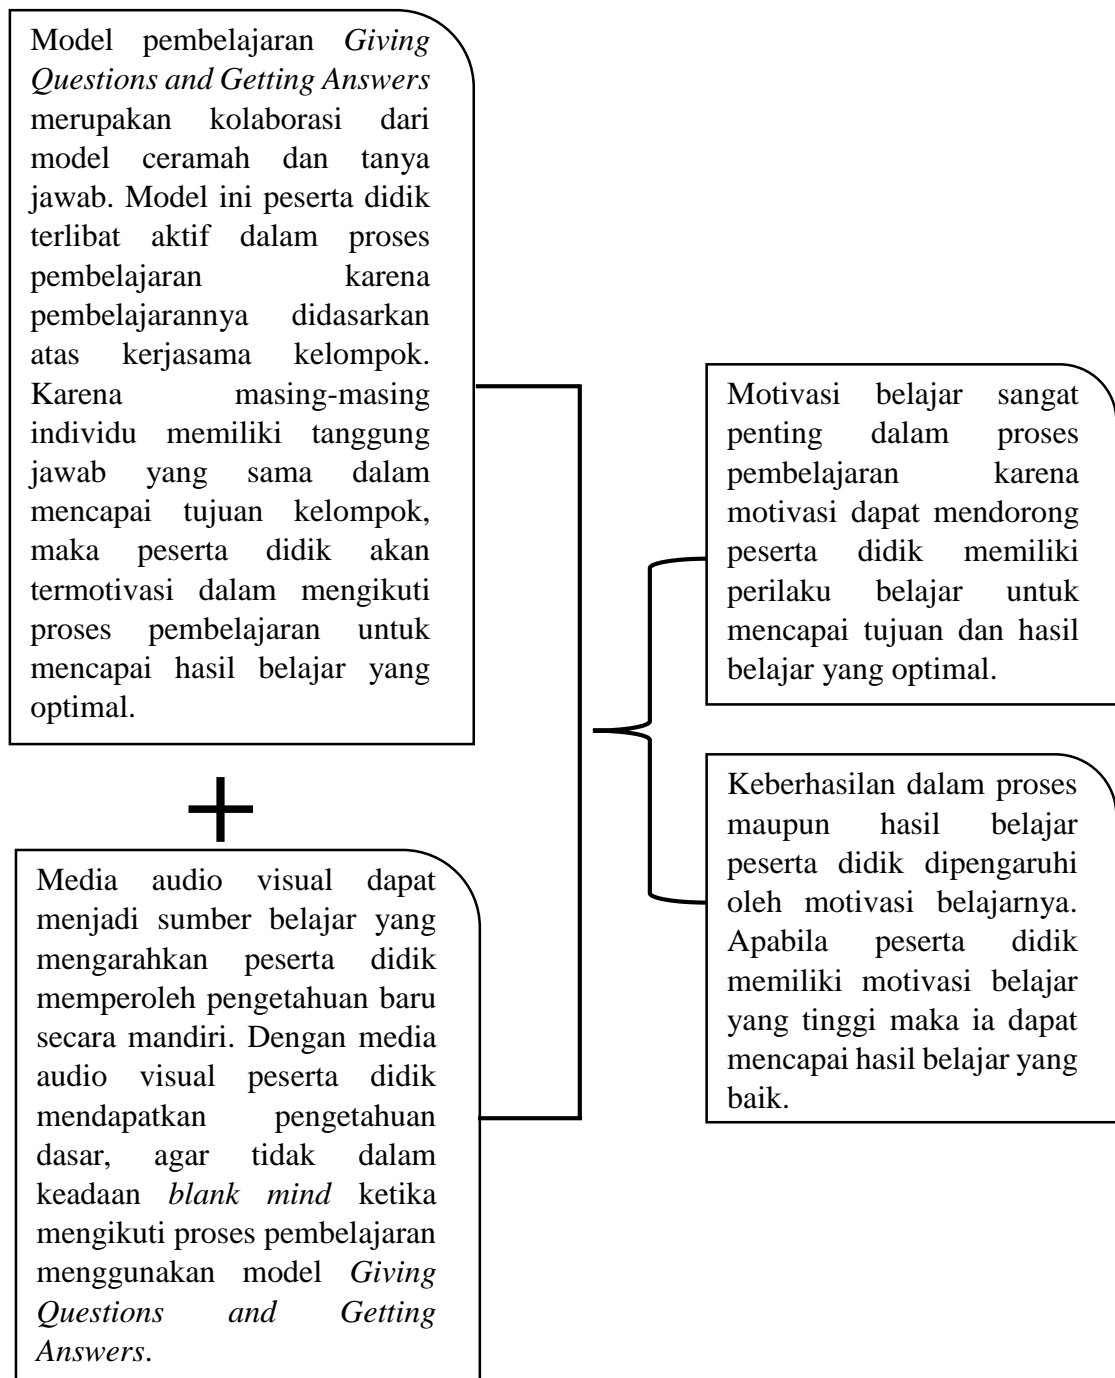 Model pembelajaran Giving
Questions and Getting Answers
merupakan kolaborasi dari
model ceramah dan tanya
jawab. Model ini peserta didik
terlibat aktif dalam proses
pembelajaran karena
pembelajarannya didasarkan
atas kerjasama kelompok.
Karena masing-masing
individu memiliki tanggung
jawab yang sama dalam
mencapai tujuan kelompok,
maka peserta didik akan
termotivasi dalam mengikuti
proses pembelajaran untuk
mencapai hasil belajar yang
optimal.
+
Media audio visual dapat
menjadi sumber belajar yang
mengarahkan peserta didik
memperoleh pengetahuan baru
secara mandiri. Dengan media
audio visual peserta didik
mendapatkan pengetahuan
dasar, agar tidak dalam
keadaan blank mind ketika
mengikuti proses pembelajaran
menggunakan model Giving
Questions and Getting
Answers.
Motivasi belajar sangat
penting dalam proses
pembelajaran karena
motivasi dapat mendorong
peserta didik memiliki
perilaku belajar untuk
mencapai tujuan dan hasil
belajar yang optimal.
Keberhasilan dalam proses
maupun hasil belajar
peserta didik dipengaruhi
oleh motivasi belajarnya.
Apabila peserta didik
memiliki motivasi belajar
yang tinggi maka ia dapat
mencapai hasil belajar yang
baik.